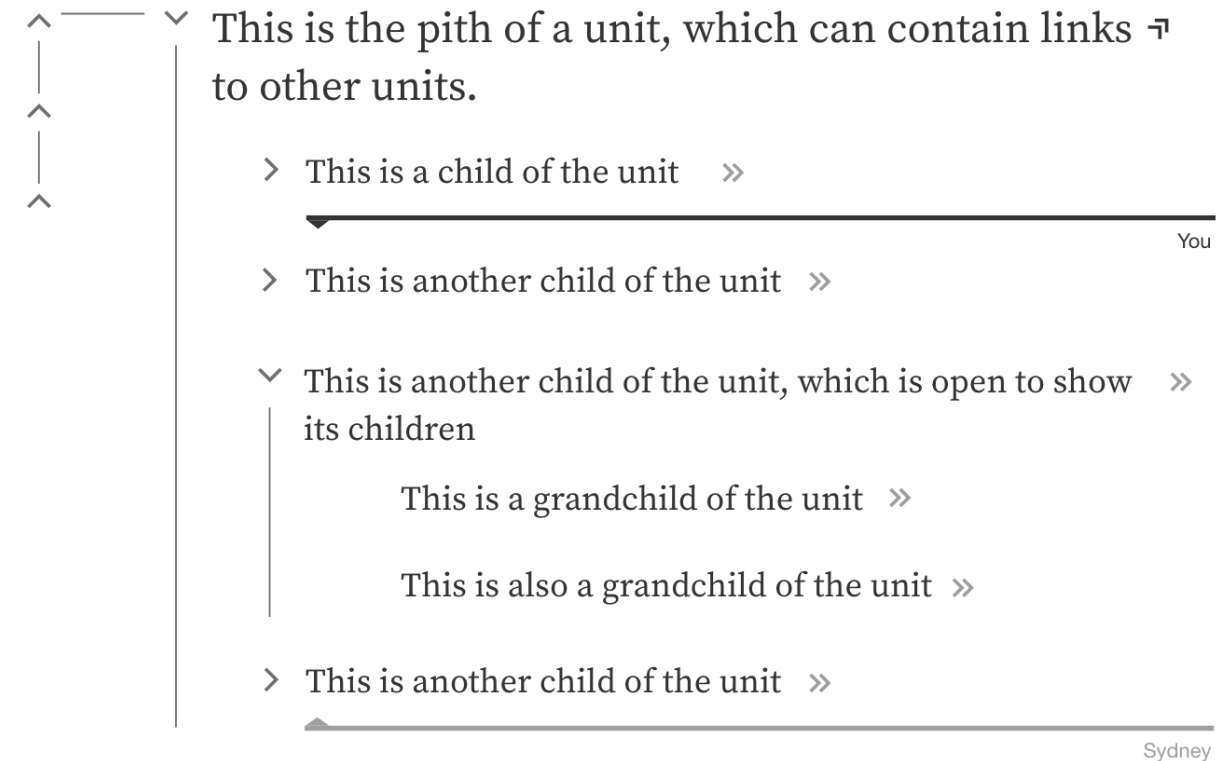 This is the pith of a unit, which can contain links
to other units.
This is a child of the unit
You
This is another child of the unit
This is another child of the unit, which is open to show
its children
This is a grandchild of the unit
This is also a grandchild of the unit
This is another child of the unit
Sydney